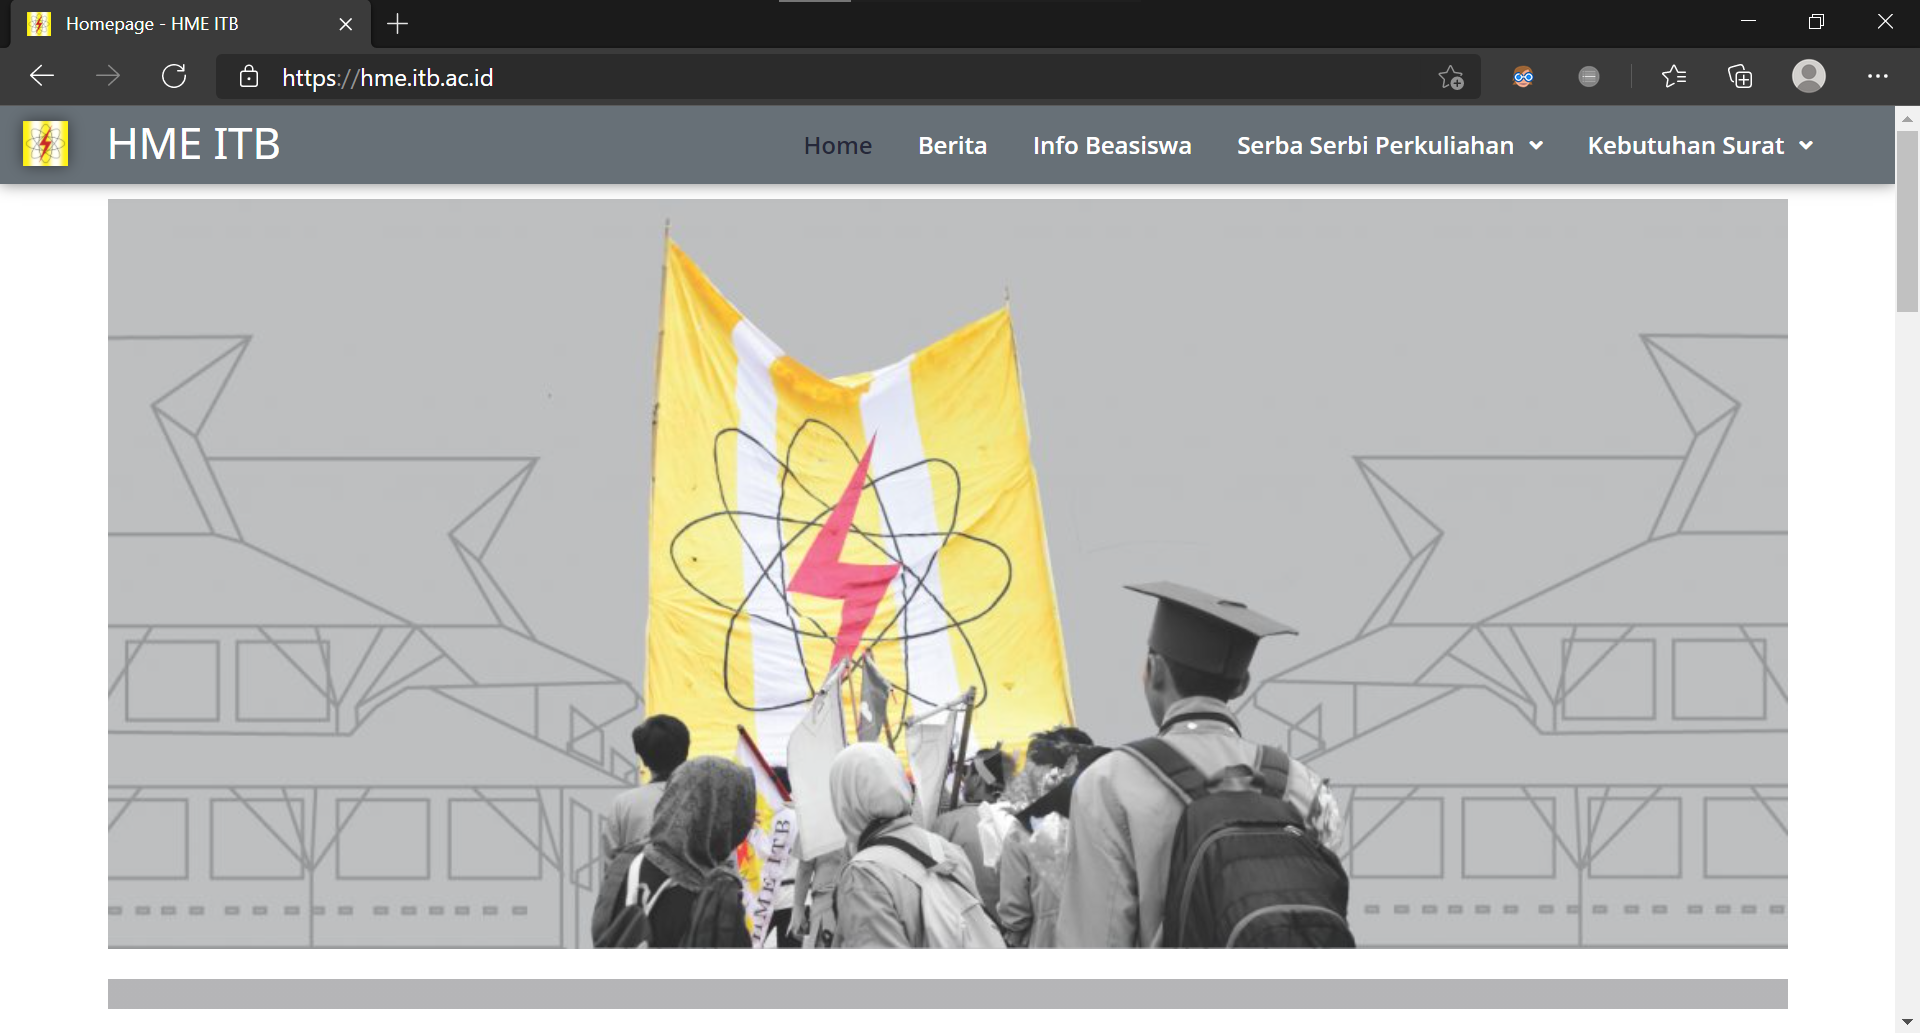 Homepage - HME ITB
https://hme.itb.ac.id
HME ITB
Home
Berita
Info Beasiswa
Serba Serbi Perkuliahan
Kebutuhan Surat
HME ITB